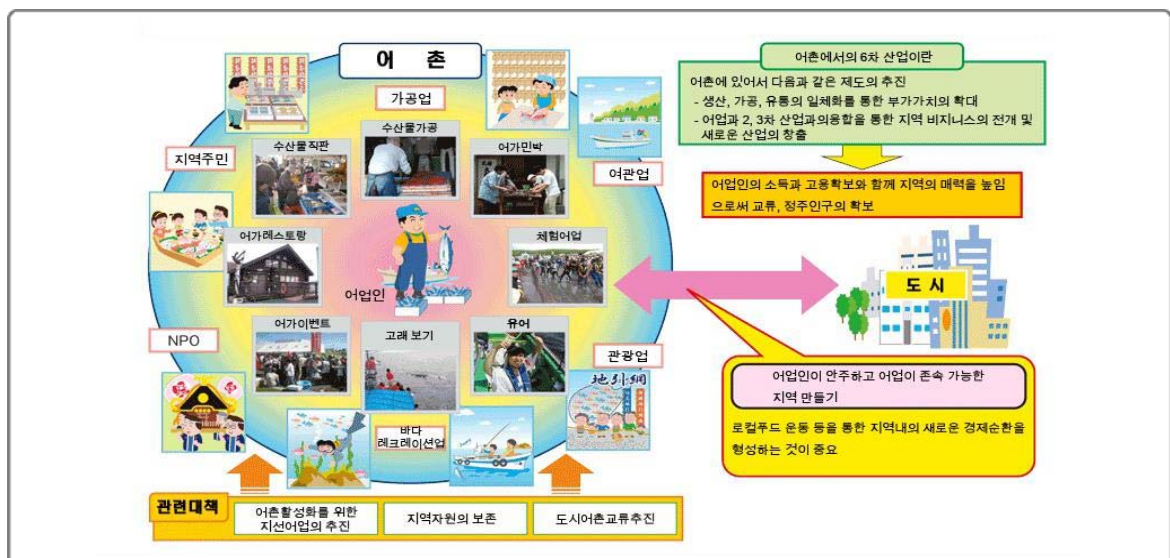 어 촌
가공업
수산물가공
수산물직판
어가민박
지역주민
여관업
어가레스토랑
체험어업
어업인
어가이벤트
고래 보기
유어
NPO
관광업
地引網
바다
레크레이션업
관련대책
어촌활성화를 위한
지선어업의 추진
지역자원의 보존
도시어촌교류추진
어촌에서의 6차 산업이란
어촌에 있어서 다음과 같은 제도의 추진
- 생산, 가공, 유통의 일체화를 통한 부가가치의 확대
- 어업과 2, 3차 산업과의융합을 통한 지역 비지니스의 전개 및
새로운 산업의 창출
어업인의 소득과 고용확보와 함께 지역의 매력을 높임
으로써 교류, 정주인구의 확보
도 시
어업인이 안주하고 어업이 존속 가능한
지역 만들기
로컬푸드 운동 등을 통한 지역내의 새로운 경제순환을
형성하는 것이 중요